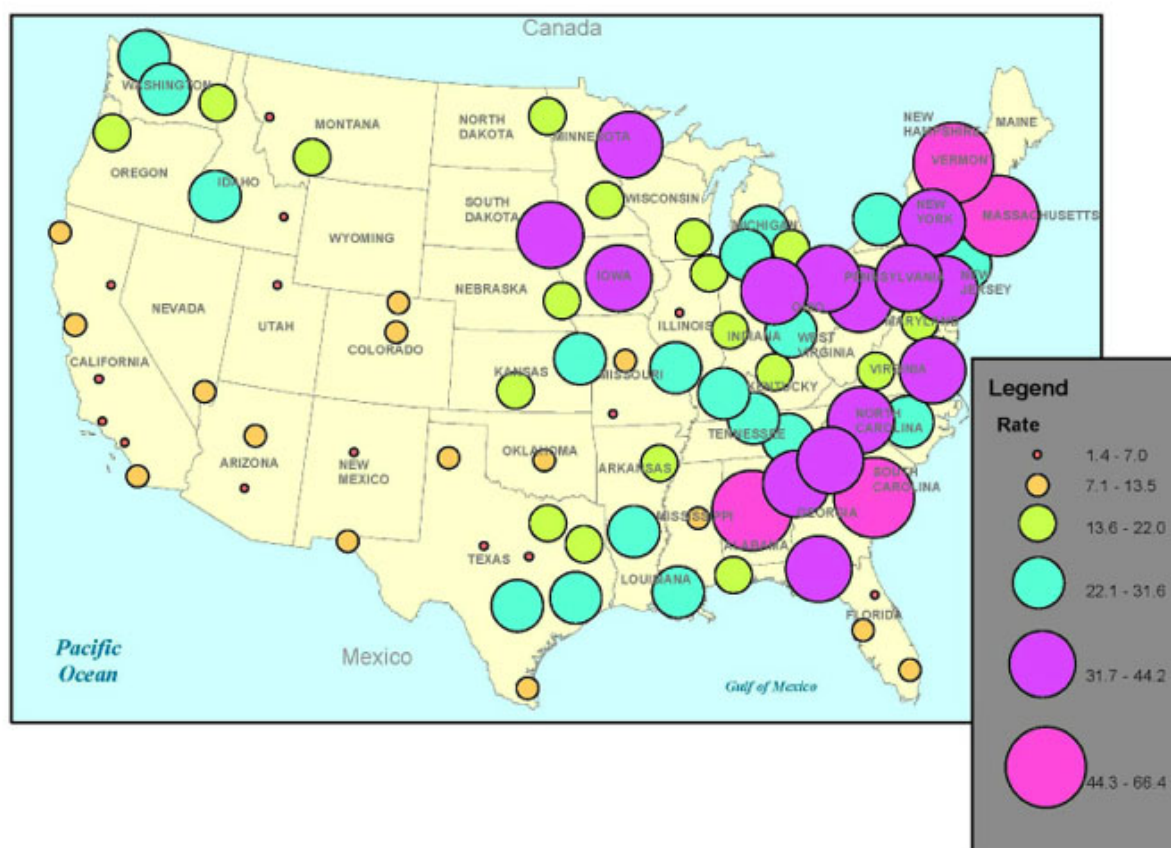 Canada
WASHINGTON
MONTANA
NORTH
DAKOTA
MINNESOTA
NEW
HAMPSHIRE
MAINE
VERMONT
OREGON
IDAHO
SOUTH
DAKOTA
WISCONSIN
MICHIGAN
NEW
YORK
MASSACHUSETTS
WYOMING
NEBRASKA
IOWA
PENNSYLVANIA
NEW
JERSEY
NEVADA
UTAH
COLORADO
ILLINOIS
INDIANA
OHIO
WEST
VIRGINIA
MARYLAND
CALIFORNIA
KANSAS
MISSOURI
KENTUCKY
VIRGINIA
ARIZONA
NEW
MEXICO
OKLAHOMA
ARKANSAS
TENNESSEE
NORTH
CAROLINA
SOUTH
CAROLINA
MISSISSIPPI
ALABAMA
GEORGIA
TEXAS
LOUISIANA
FLORIDA
Pacific
Ocean
Mexico
Gulf of Mexico
Legend
Rate
1.4 - 7.0
7.1 - 13.5
13.6 - 22.0
22.1 - 31.6
31.7 - 44.2
44.3 - 66.4